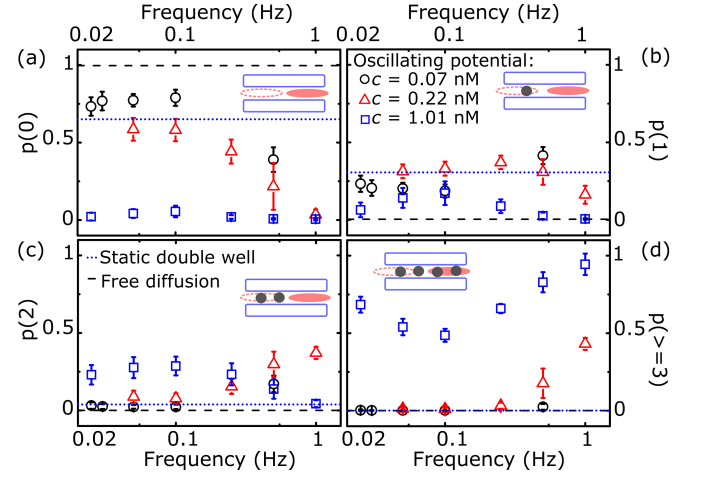 Frequency (Hz) Frequency (Hz)
0.02 0.1 1 0.02 0.1 1
(a) (b)
p(0) p(1)
1 0.5 0
1 0.5 0
Oscillating potential:
c = 0.07 nM
c = 0.22 nM
c = 1.01 nM
(c) (d)
p(2) p(>=3)
1 0.5 0
1 0.5 0
Static double well
Free diffusion
0.02 0.1 1 0.02 0.1 1
Frequency (Hz) Frequency (Hz)